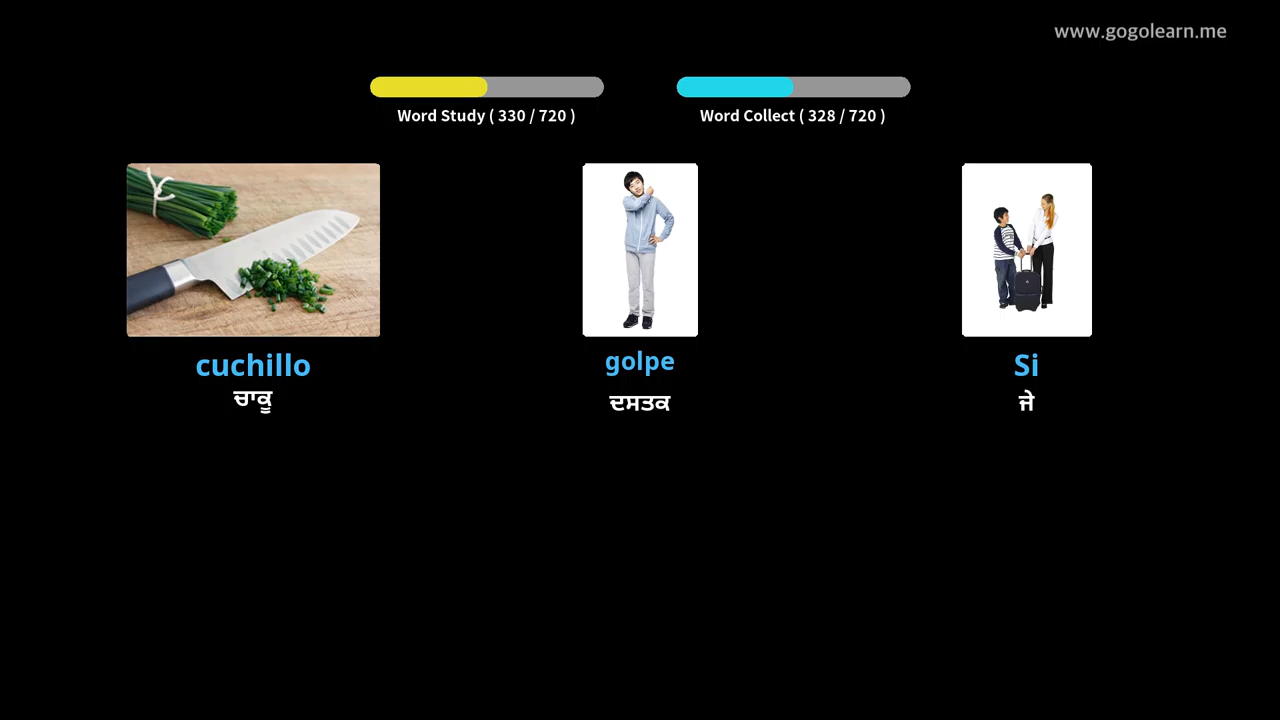 www.gogolearn.me
Word Study ( 330 / 720 )
Word Collect ( 328 / 720 )
cuchillo
ਚਾਕੂ
golpe
ਦਸਤਕ
Si
ਜੇ